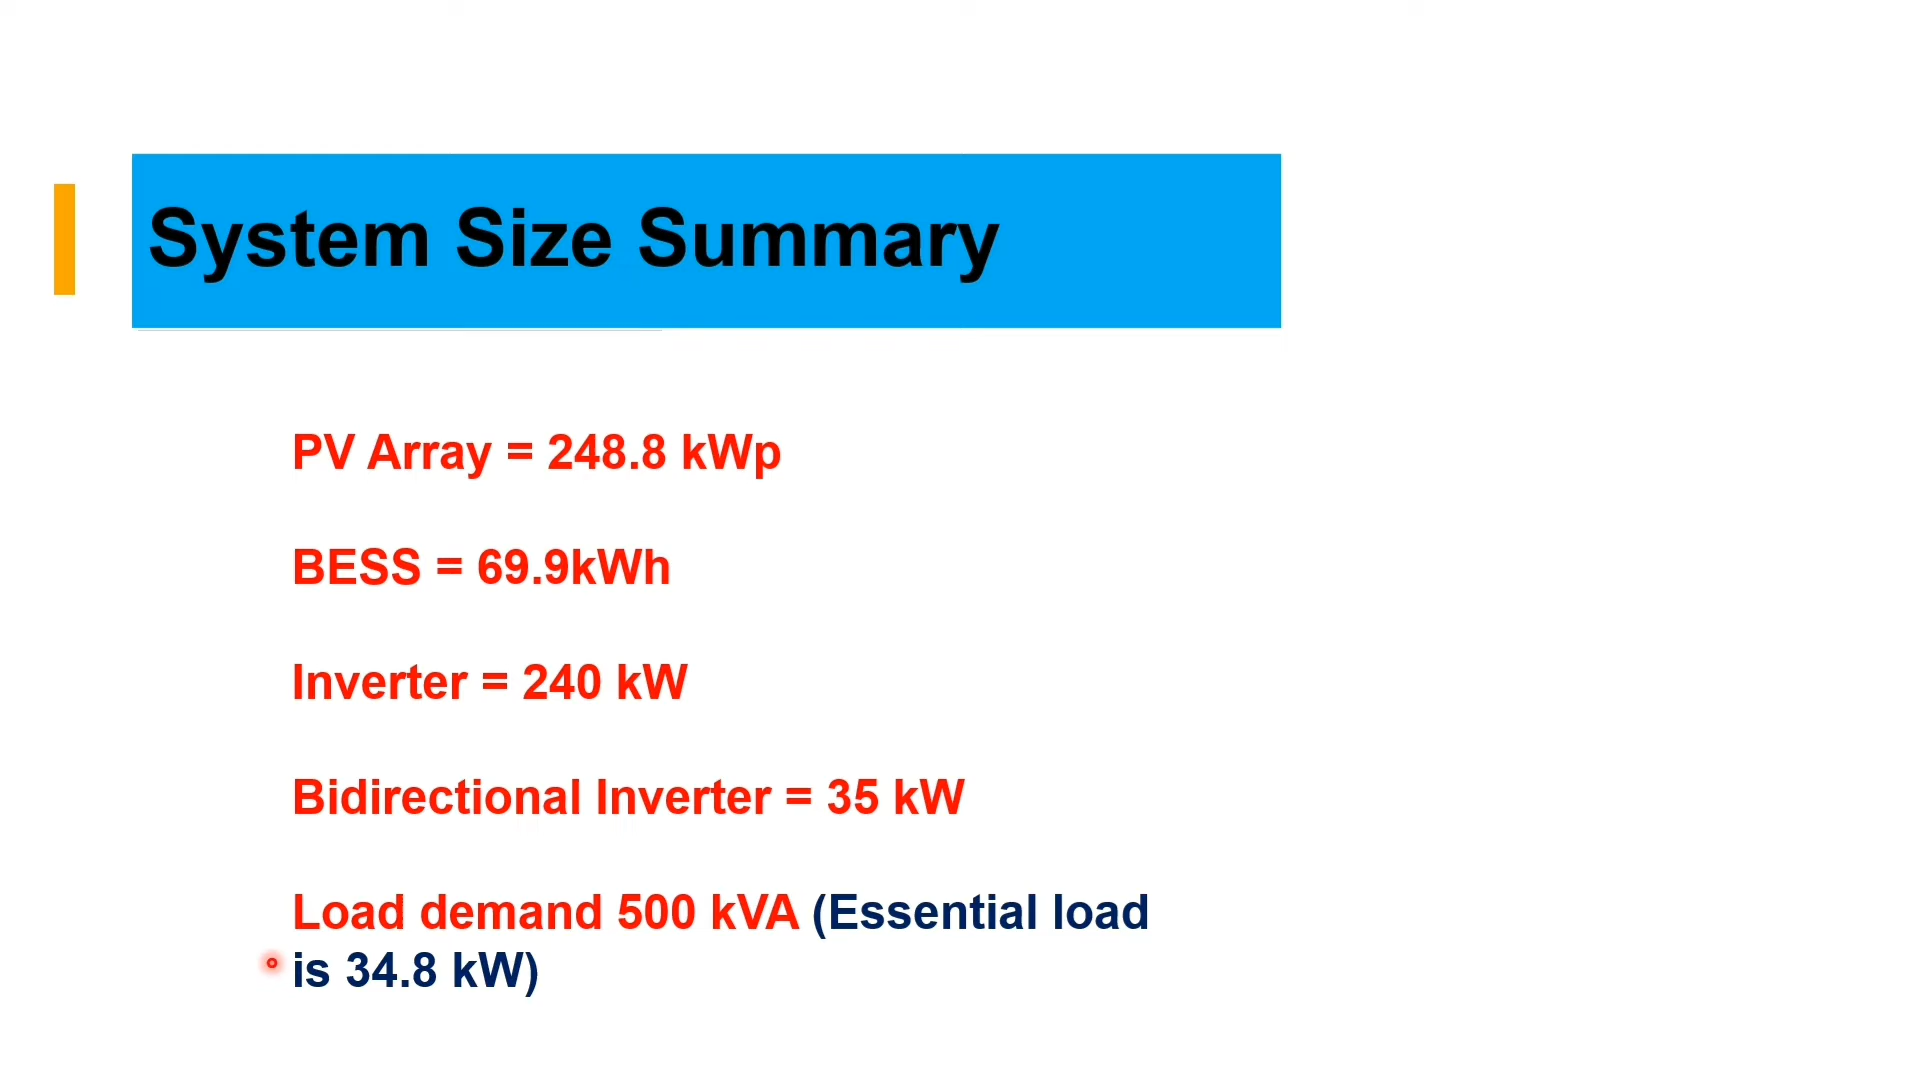 System Size Summary
PV Array = 248.8 kWp
BESS = 69.9kWh
Inverter = 240 kW
Bidirectional Inverter = 35 kW
Load demand 500 kVA (Essential load
is 34.8 kW)